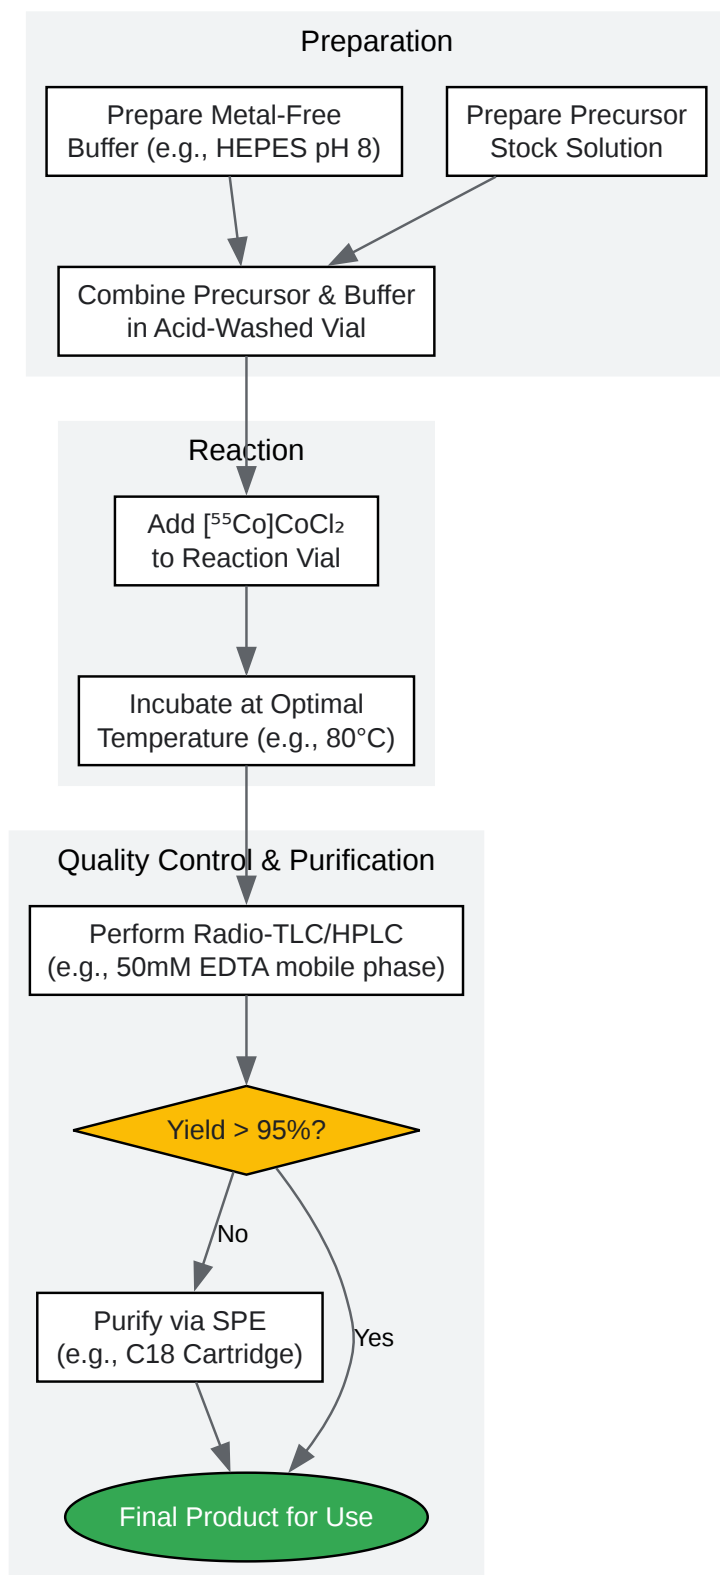 Preparation
Prepare Metal-Free
Buffer (e.g., HEPES pH 8)
Prepare Precursor
Stock Solution
Combine Precursor & Buffer
in Acid-Washed Vial
Reaction
Add [⁵⁵Co]CoCl₂
to Reaction Vial
Incubate at Optimal
Temperature (e.g., 80°C)
Quality Control & Purification
Perform Radio-TLC/HPLC
(e.g., 50mM EDTA mobile phase)
Yield > 95%?
No
Purify via SPE
(e.g., C18 Cartridge)
Yes
Final Product for Use